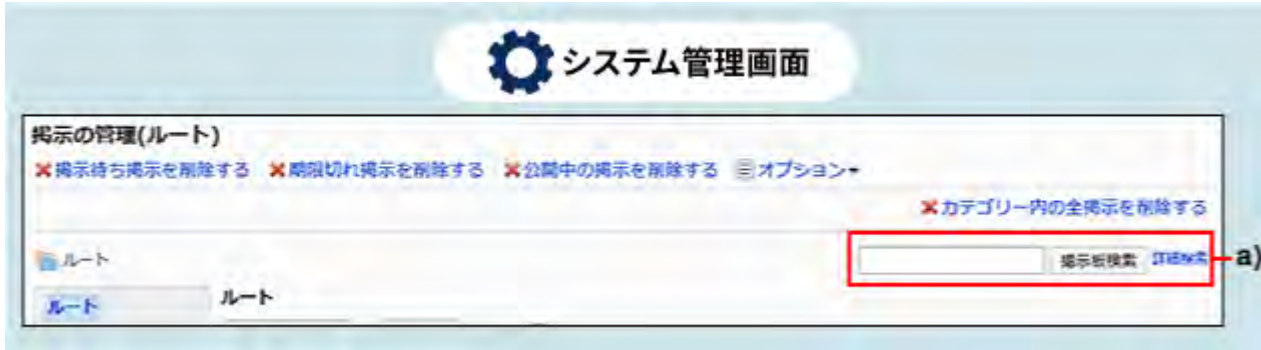 システム管理画面
掲示の管理(ルート)
掲示待ち掲示を削除する 期限切れ掲示を削除する 公開中の掲示を削除する オプション
カテゴリー内の全掲示を削除する
ルート 掲示板検索 詳細検索 a)
ルート ルート